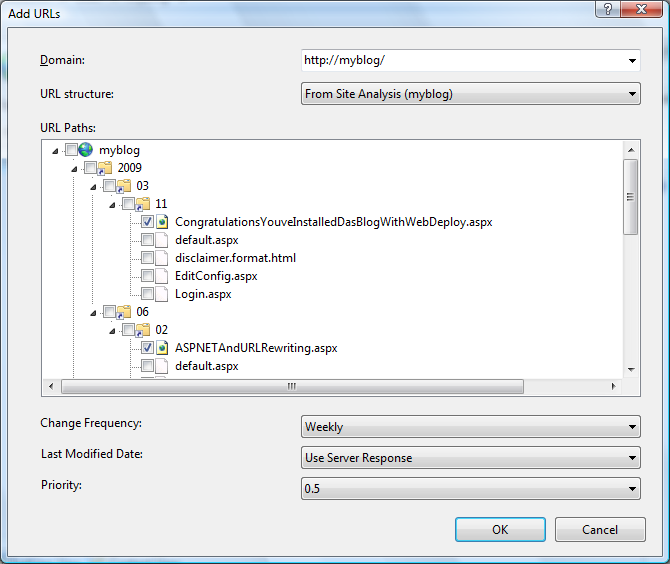 Add URLs
Domain: http://myblog/
URL structure: From Site Analysis (myblog)
URL Paths:
myblog
2009
03
11
CongratulationsYouveInstalledDasBlogWithWebDeploy.aspx
default.aspx
disclaimer.format.html
EditConfig.aspx
Login.aspx
06
02
ASPNETAndURLRewriting.aspx
default.aspx
Change Frequency: Weekly
Last Modified Date: Use Server Response
Priority: 0.5
OK Cancel